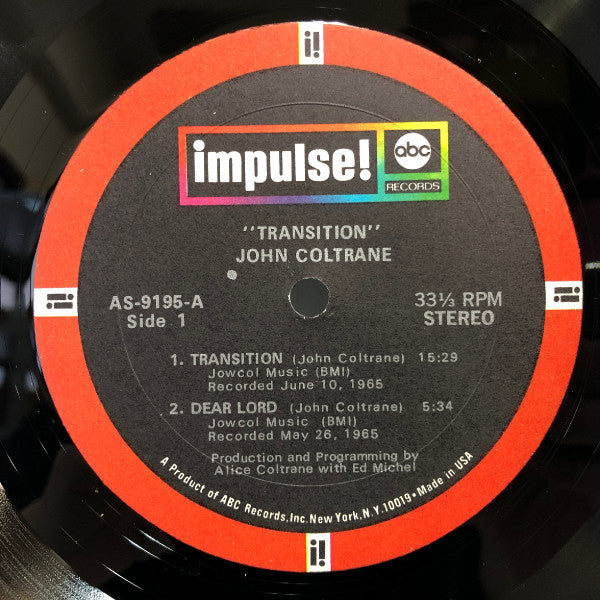 i!
impulse!
abc
RECORDS
"TRANSITION"
JOHN COLTRANE
i!
AS-9195-A
Side 1
33⅓ RPM
STEREO
i!
1. TRANSITION (John Coltrane) 15:29
Jowcol Music (BMI)
Recorded June 10, 1965
2. DEAR LORD (John Coltrane) 5:34
Jowcol Music (BMI)
Recorded May 26, 1965
Production and Programming by
Alice Coltrane with Ed Michel
A Product of ABC Records, Inc. New York, N.Y. 10019 • Made in USA
i!